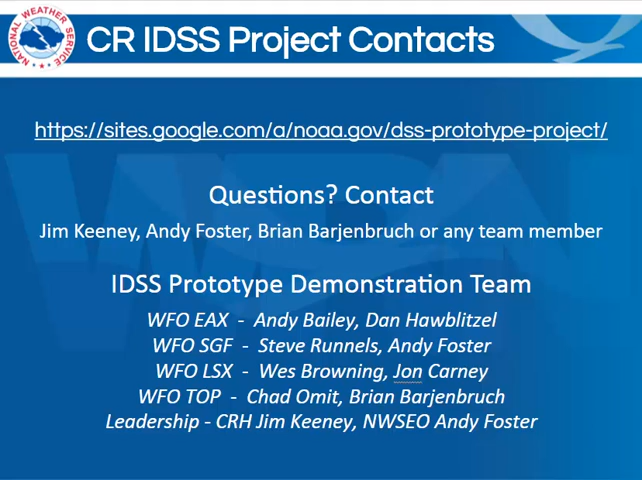 NATIONAL WEATHER SERVICE
CR IDSS Project Contacts
https://sites.google.com/a/noaa.gov/dss-prototype-project/
Questions? Contact
Jim Keeney, Andy Foster, Brian Barjenbruch or any team member
IDSS Prototype Demonstration Team
WFO EAX - Andy Bailey, Dan Hawblitzel
WFO SGF - Steve Runnels, Andy Foster
WFO LSX - Wes Browning, Jon Carney
WFO TOP - Chad Omit, Brian Barjenbruch
Leadership - CRH Jim Keeney, NWSEO Andy Foster